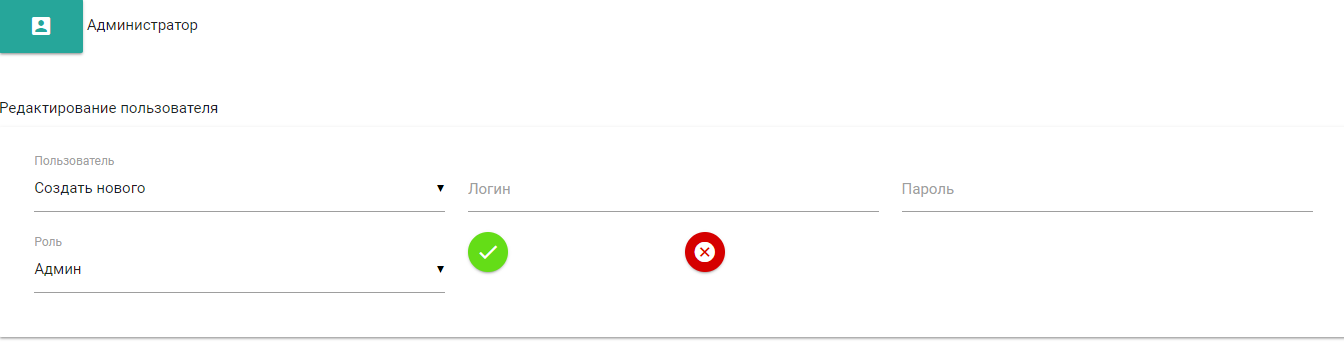 Администратор
Редактирование пользователя
Пользователь
Создать нового
Логин
Пароль
Роль
Админ